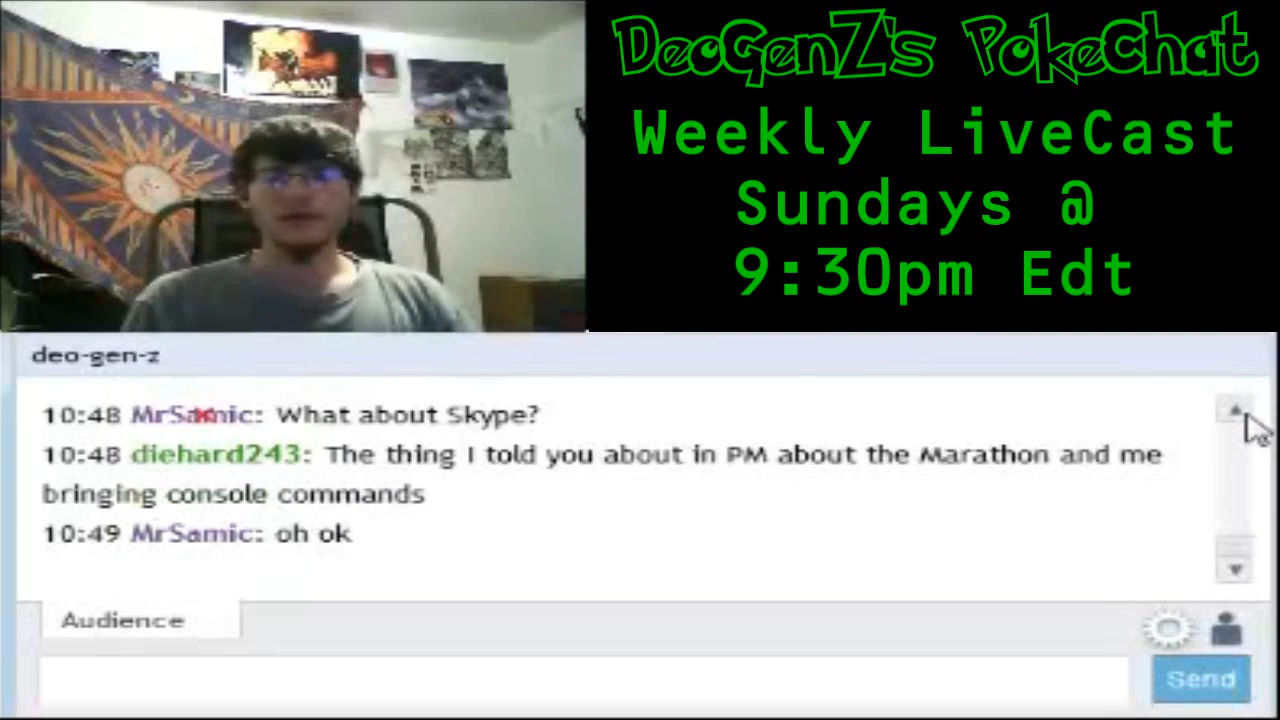 DeoGenZ's PokeChat
Weekly LiveCast
Sundays @
9:30pm Edt
deo-gen-z
10:48 MrSamic: What about Skype?
10:48 diehard243: The thing I told you about in PM about the Marathon and me
bringing console commands
10:49 MrSamic: oh ok
Audience
Send